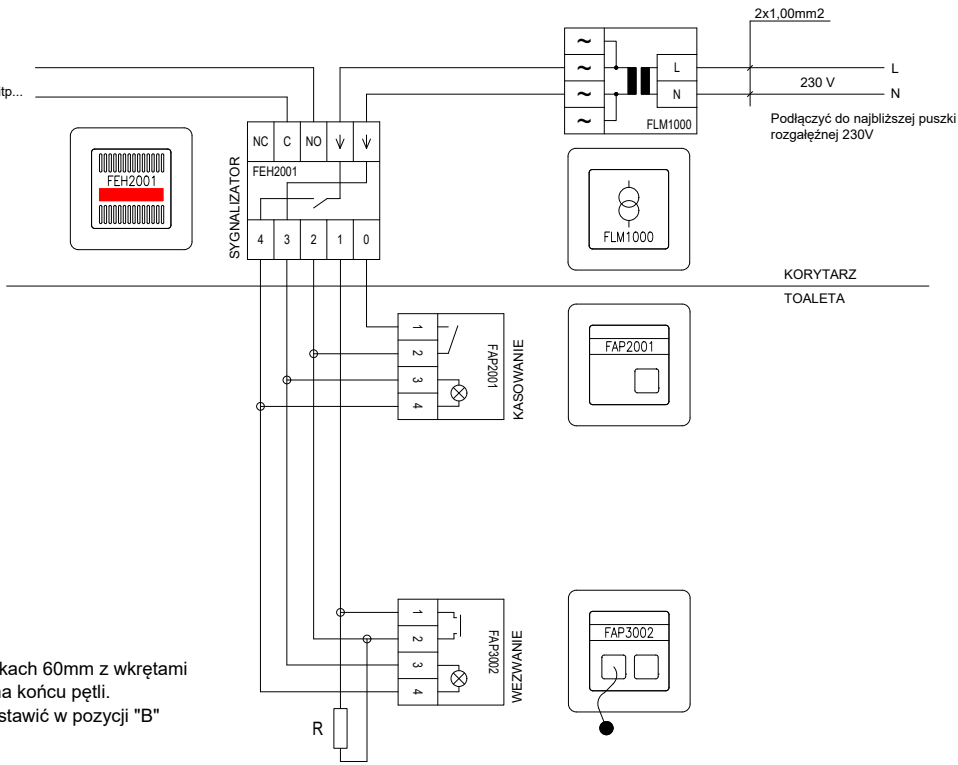 2x1,00mm2
~
~
~
~
L
N
FLM1000
230 V
L
N
Podłączyć do najbliższej puszki
rozgałęźnej 230V
itp...
FEH2001
SYGNALIZATOR
NC C NO
FEH2001
4 3 2 1 0
FLM1000
KORYTARZ
TOALETA
1
2
3
4
FAP2001
KASOWANIE
FAP2001
1
2
3
4
FAP3002
WEZWANIE
FAP3002
R
kach 60mm z wkrętami
na końcu pętli.
stawić w pozycji "B"